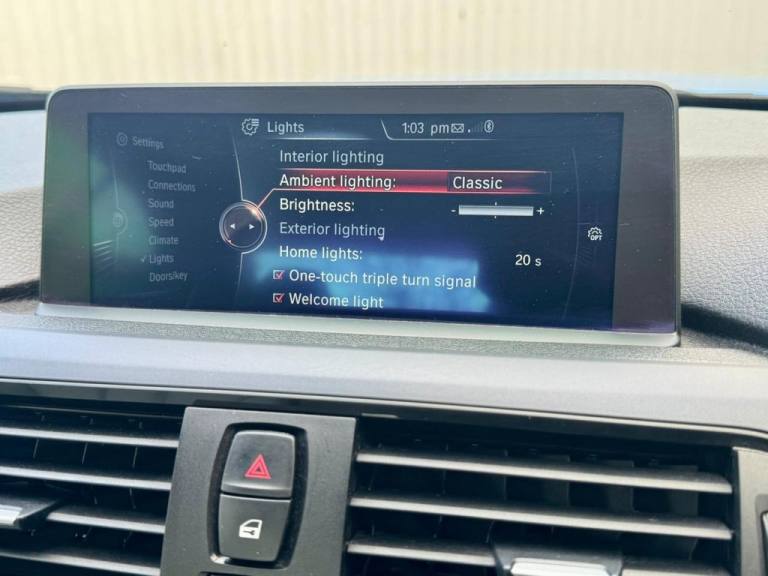 Settings
Touchpad
Connections
Sound
Speed
Climate
✓ Lights
Doors/key
Lights
1:03 pm
Interior lighting
Ambient lighting: Classic
Brightness: - +
Exterior lighting
Home lights: 20 s
☑ One-touch triple turn signal
☑ Welcome light
OPT